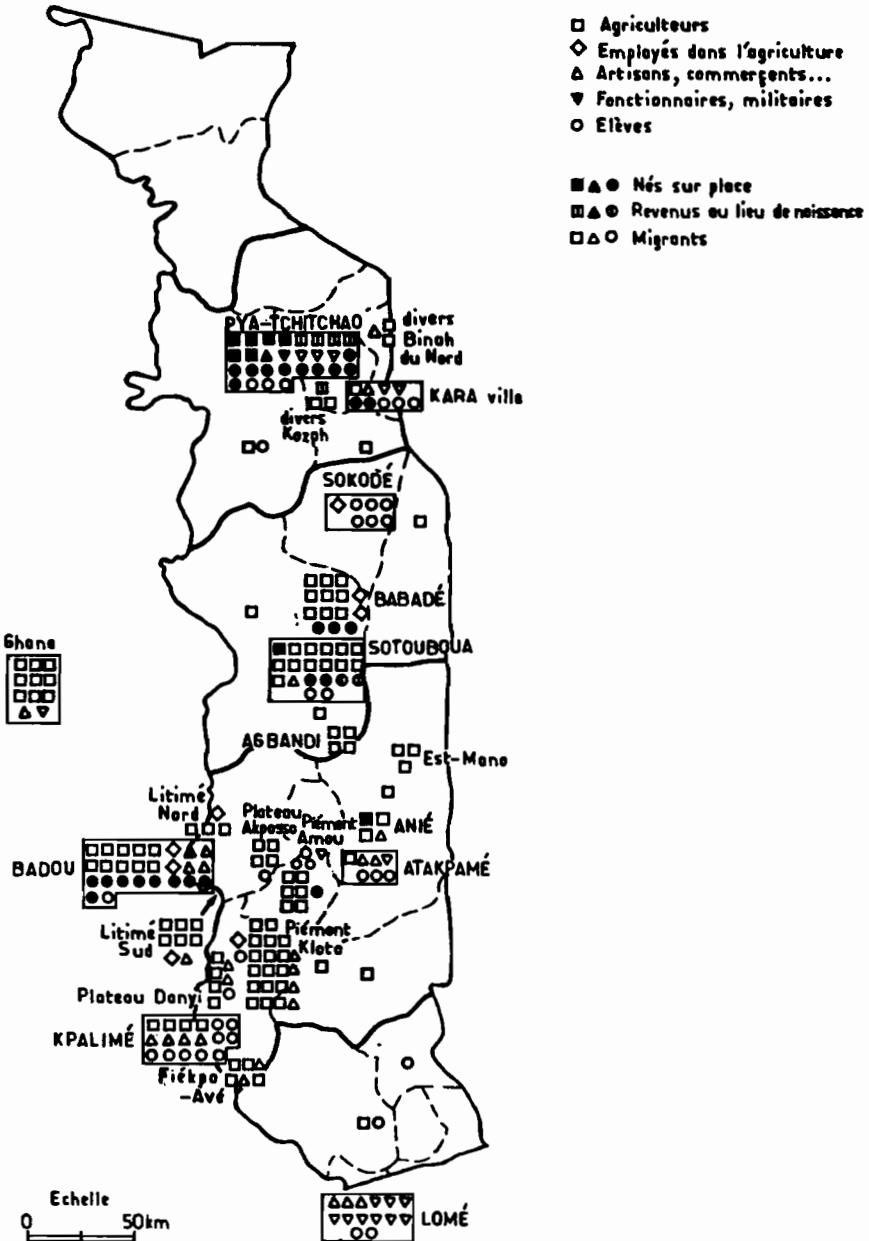 Agriculteurs
Employés dans l'agriculture
Artisans, commerçents...
Fonctionnaires, militaires
Elèves
Nés sur place
Revenus au lieu de naissance
Migrants
PYA-TCHITCHAO
divers
Binah
du Nord
KARA ville
divers
Kozah
SOKODÉ
BABADÉ
Ghana
SOTOUBOUA
AGBANDI
Est-Mono
Litimé
Nord
Plateau
Akposso
Piémont
Amou
ANIÉ
BADOU
ATAKPAMÉ
Litimé
Sud
Piémont
Kloto
Plateau Danyi
KPALIMÉ
Fiékpo
-Avé
Echelle
0 50km
LOMÉ